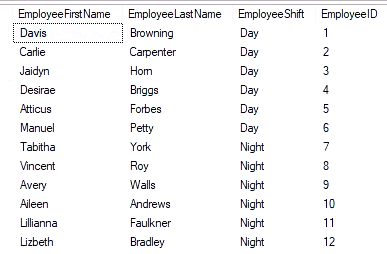 EmployeeFirstName EmployeeLastName EmployeeShift EmployeeID
Davis Browning Day 1
Carlie Carpenter Day 2
Jaidyn Horn Day 3
Desirae Briggs Day 4
Atticus Forbes Day 5
Manuel Petty Day 6
Tabitha York Night 7
Vincent Roy Night 8
Avery Walls Night 9
Aileen Andrews Night 10
Lillianna Faulkner Night 11
Lizbeth Bradley Night 12